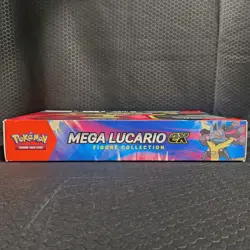 Pokémon
TRADING CARD GAME
MEGA LUCARIO ex
FIGURE COLLECTION